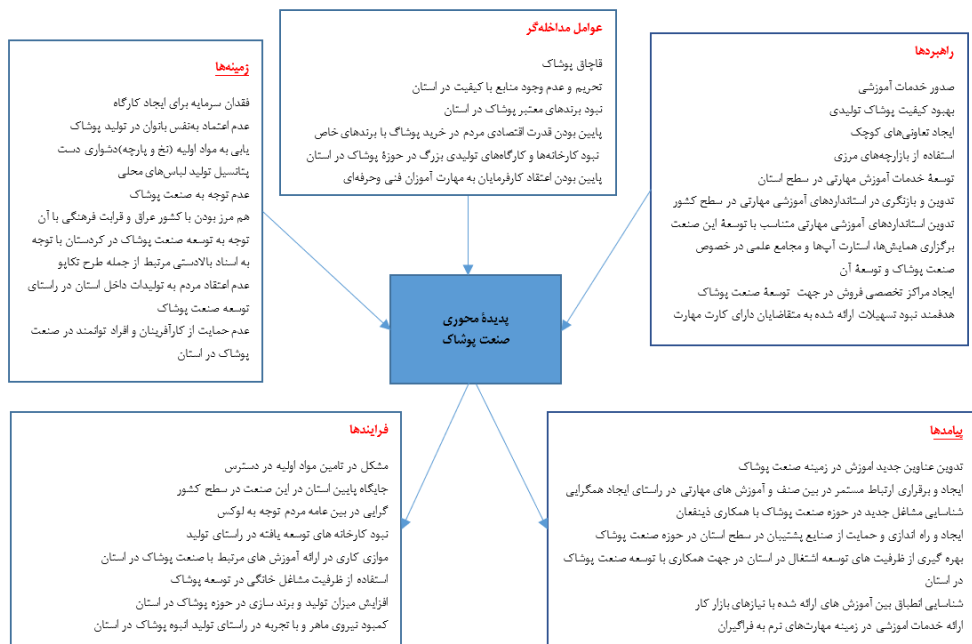 عوامل مداخله‌گر
قاچاق پوشاک
تحریم و عدم وجود منابع با کیفیت در استان
نبود برندهای معتبر پوشاک در استان
پایین بودن قدرت اقتصادی مردم در خرید پوشاگ با برندهای خاص
نبود کارخانه‌ها و کارگاه‌های تولیدی بزرگ در حوزۀ پوشاک در استان
پایین بودن اعتقاد کارفرمایان به مهارت آموزان فنی وحرفه‌ای
راهبردها
صدور خدمات آموزشی
بهبود کیفیت پوشاک تولیدی
ایجاد تعاونی‌های کوچک
استفاده از بازارچه‌های مرزی
توسعۀ خدمات آموزش مهارتی در سطح استان
تدوین و بازنگری در استانداردهای آموزشی مهارتی در سطح کشور
تدوین استانداردهای آموزشی مهارتی متناسب با توسعۀ این صنعت
برگزاری همایش‌ها، استارت آپ‌ها و مجامع علمی در خصوص
صنعت پوشاک و توسعۀ آن
ایجاد مراکز تخصصی فروش در جهت توسعۀ صنعت پوشاک
هدفمند نبود تسهیلات ارائه شده به متقاضایان دارای کارت مهارت
زمینه‌ها
فقدان سرمایه برای ایجاد کارگاه
عدم اعتماد به‌نفس بانوان در تولید پوشاک
یابی به مواد اولیه (نخ و پارچه)دشواری دست
پتانسیل تولید لباس‌های محلی
عدم توجه به صنعت پوشاک
هم مرز بودن با کشور عراق و قرابت فرهنگی با آن
توجه به توسعه صنعت پوشاک در کردستان با توجه
به اسناد بالادستی مرتبط از جمله طرح تکاپو
عدم اعتقاد مردم به تولیدات داخل استان در راستای
توسعه صنعت پوشاک
عدم حمایت از کارآفرینان و افراد توانمند در صنعت
پوشاک در استان
پدیدۀ محوری
صنعت پوشاک
پیامدها
تدوین عناوین جدید اموزش در زمینه صنعت پوشاک
ایجاد و برقراری ارتباط مستمر در بین صنف و آموزش های مهارتی در راستای ایجاد همگرایی
شناسایی مشاغل جدید در حوزه صنعت پوشاک با همکاری ذینفعان
ایجاد و راه اندازی و حمایت از صنایع پشتیبان در سطح استان در حوزه صنعت پوشاک
بهره گیری از ظرفیت های توسعه اشتغال در استان در جهت همکاری با توسعه صنعت پوشاک
در استان
شناسایی انطباق بین آموزش های ارائه شده با نیازهای بازار کار
ارائه خدمات اموزشی در زمینه مهارت‌های نرم به فراگیران
فرایندها
مشکل در تامین مواد اولیه در دسترس
جایگاه پایین استان در این صنعت در سطح کشور
گرایی در بین عامه مردم توجه به لوکس
نبود کارخانه های توسعه یافته در راستای تولید
موازی کاری در ارائه آموزش های مرتبط با صنعت پوشاک در استان
استفاده از ظرفیت مشاغل خانگی در توسعه پوشاک
افزایش میزان تولید و برند سازی در حوزه پوشاک در استان
کمبود نیروی ماهر و با تجربه در راستای تولید انبوه پوشاک در استان